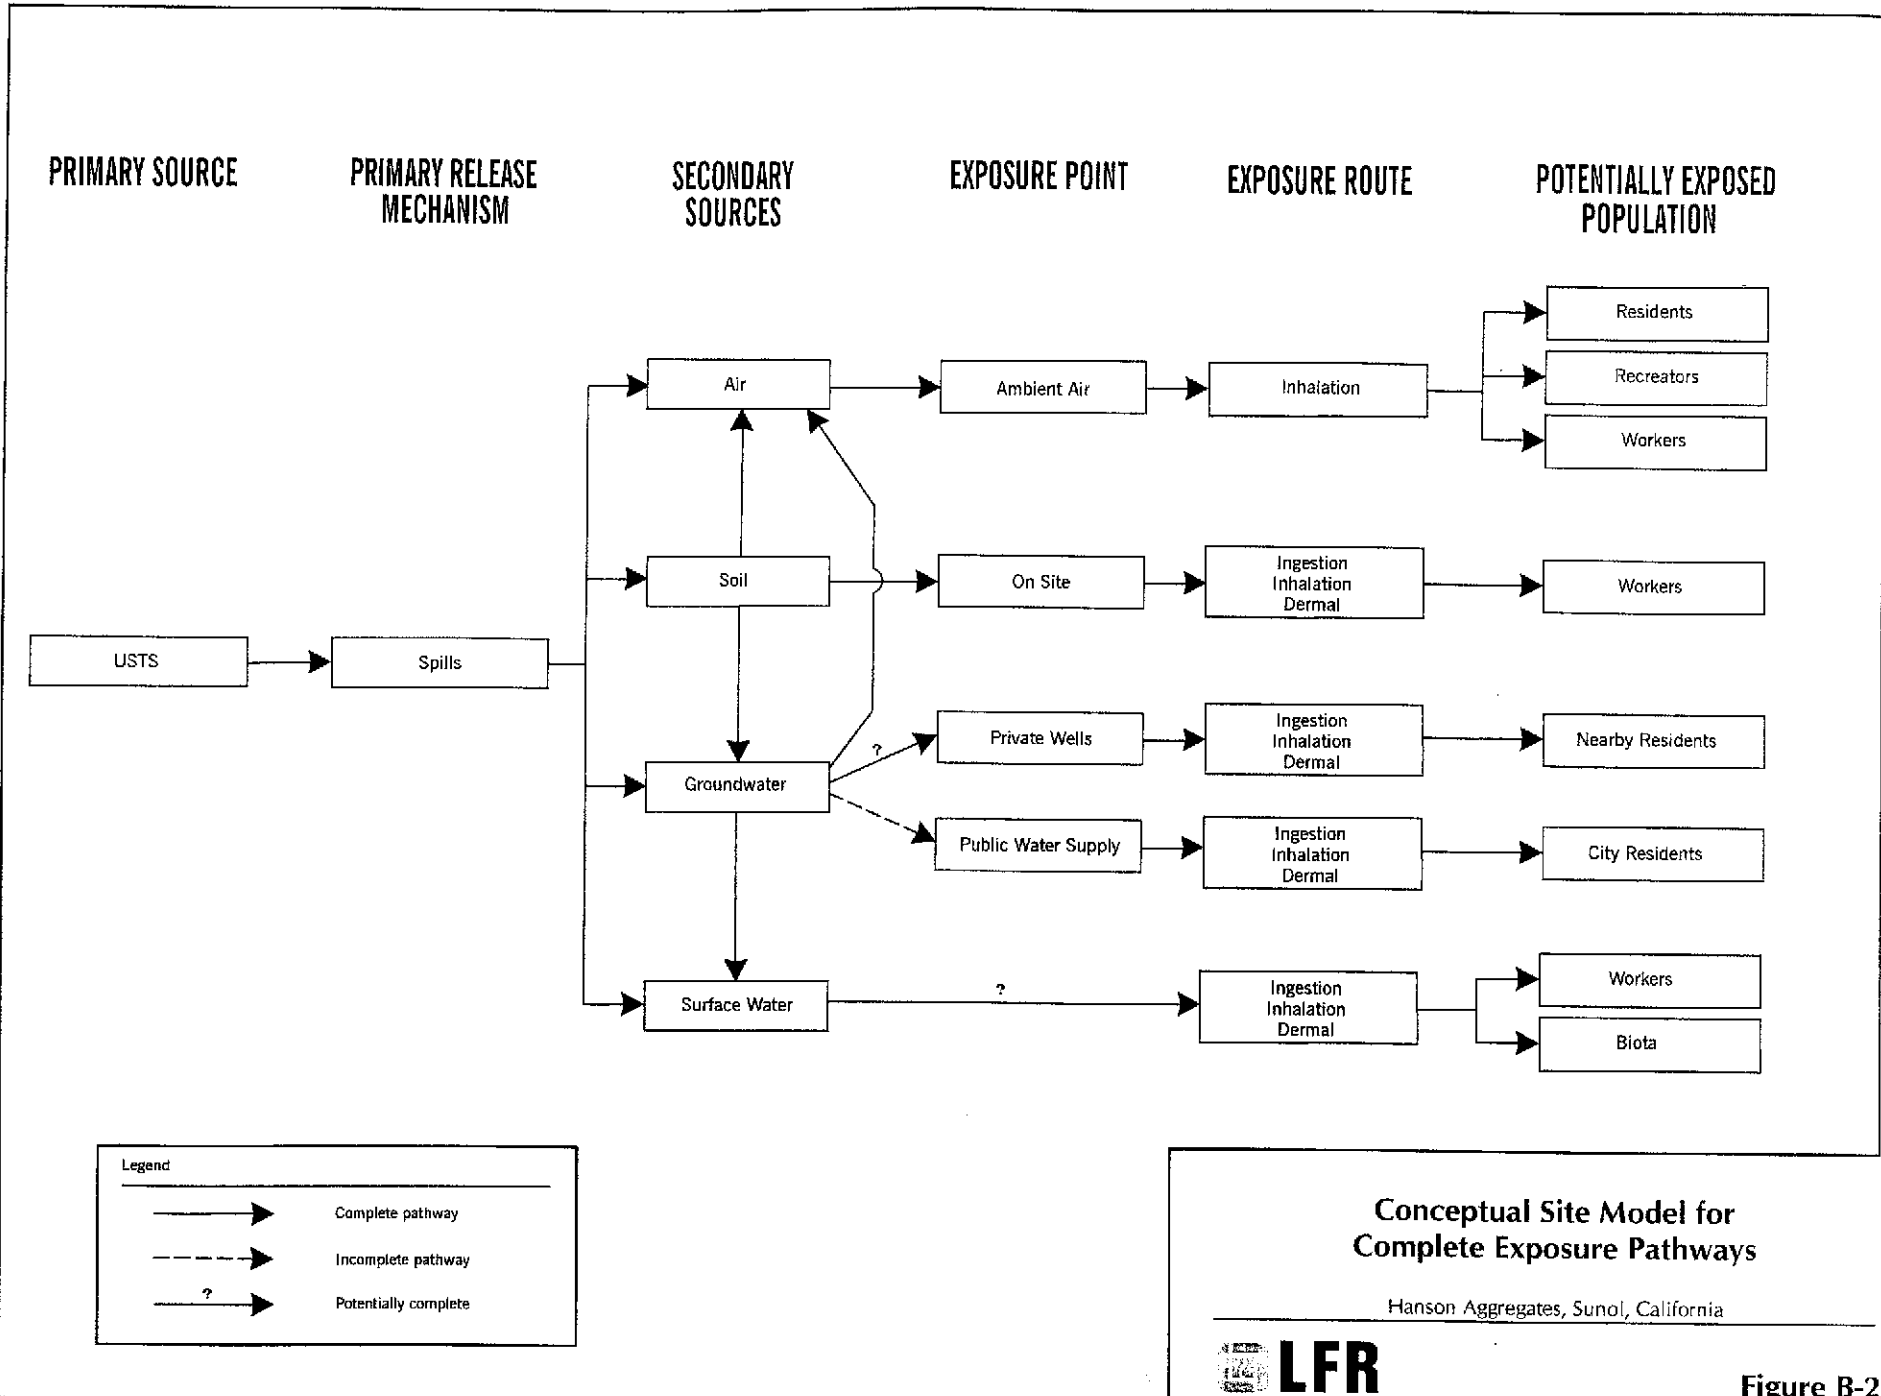 PRIMARY SOURCE
PRIMARY RELEASE
MECHANISM
SECONDARY
SOURCES
EXPOSURE POINT
EXPOSURE ROUTE
POTENTIALLY EXPOSED
POPULATION
Residents
Air
Ambient Air
Inhalation
Recreators
Workers
Soil
On Site
Ingestion
Inhalation
Dermal
Workers
USTS
Spills
?
Private Wells
Ingestion
Inhalation
Dermal
Nearby Residents
Groundwater
Public Water Supply
Ingestion
Inhalation
Dermal
City Residents
Surface Water
?
Ingestion
Inhalation
Dermal
Workers
Biota
Legend
Complete pathway
Incomplete pathway
?
Potentially complete
Conceptual Site Model for
Complete Exposure Pathways
Hanson Aggregates, Sunol, California
LFR
Figure B-2